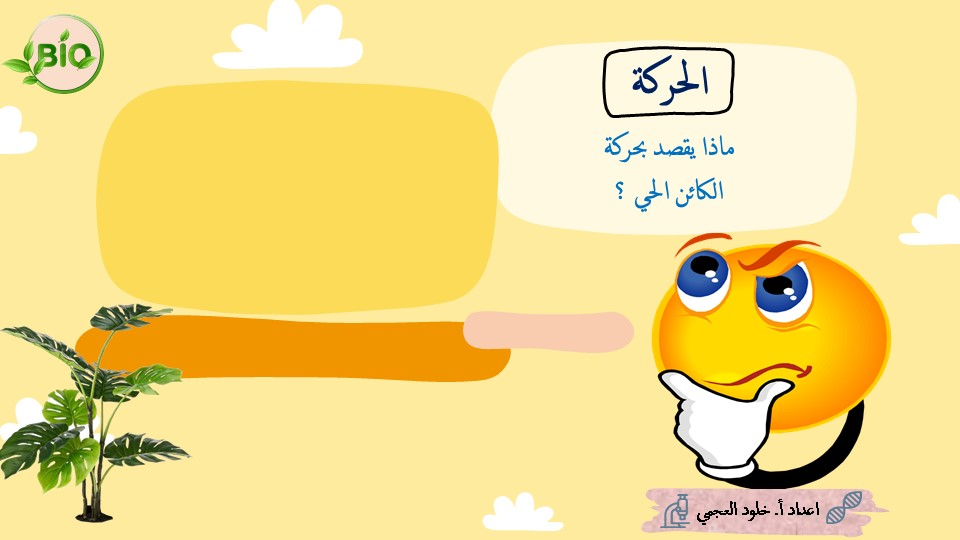 BIO
الحركة
ماذا يقصد بحركة
الكائن الحي ؟
اعداد أ. خلود العجمي